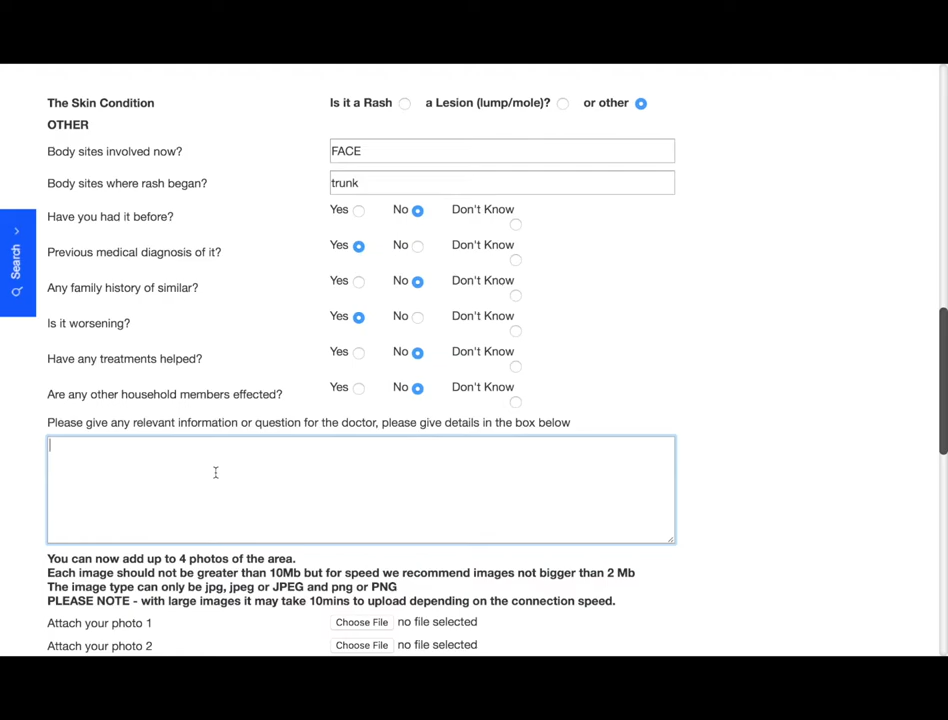 The Skin Condition Is it a Rash a Lesion (lump/mole)? or other
OTHER
Body sites involved now? FACE
Body sites where rash began? trunk
Have you had it before? Yes No Don't Know
Previous medical diagnosis of it? Yes No Don't Know
Search
Any family history of similar? Yes No Don't Know
Is it worsening? Yes No Don't Know
Have any treatments helped? Yes No Don't Know
Are any other household members effected? Yes No Don't Know
Please give any relevant information or question for the doctor, please give details in the box below
You can now add up to 4 photos of the area.
Each image should not be greater than 10Mb but for speed we recommend images not bigger than 2 Mb
The image type can only be jpg, jpeg or JPEG and png or PNG
PLEASE NOTE - with large images it may take 10mins to upload depending on the connection speed.
Attach your photo 1 Choose File no file selected
Attach your photo 2 Choose File no file selected